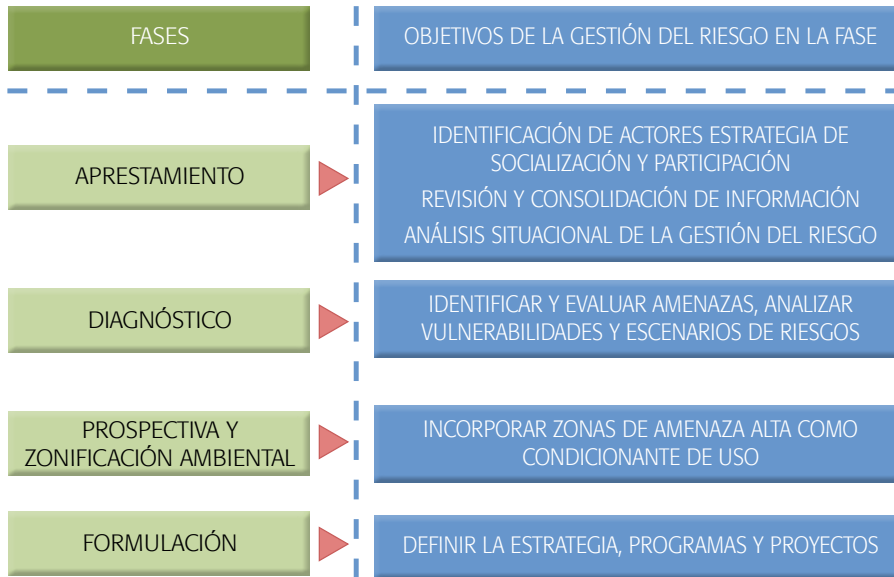 FASES
OBJETIVOS DE LA GESTIÓN DEL RIESGO EN LA FASE
APRESTAMIENTO
IDENTIFICACIÓN DE ACTORES ESTRATEGIA DE
SOCIALIZACIÓN Y PARTICIPACIÓN
REVISIÓN Y CONSOLIDACIÓN DE INFORMACIÓN
ANÁLISIS SITUACIONAL DE LA GESTIÓN DEL RIESGO
DIAGNÓSTICO
IDENTIFICAR Y EVALUAR AMENAZAS, ANALIZAR
VULNERABILIDADES Y ESCENARIOS DE RIESGOS
PROSPECTIVA Y
ZONIFICACIÓN AMBIENTAL
INCORPORAR ZONAS DE AMENAZA ALTA COMO
CONDICIONANTE DE USO
FORMULACIÓN
DEFINIR LA ESTRATEGIA, PROGRAMAS Y PROYECTOS